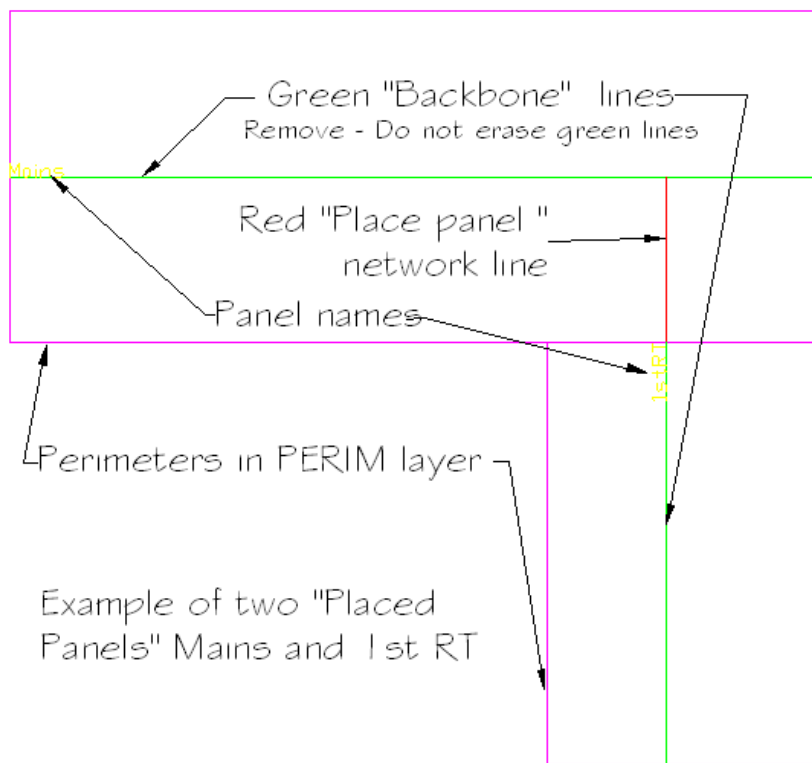 Green "Backbone" lines
Remove - Do not erase green lines
Mains
Red "Place panel "
network line
Panel names
1stRT
Perimeters in PERIM layer
Example of two "Placed
Panels" Mains and 1st RT